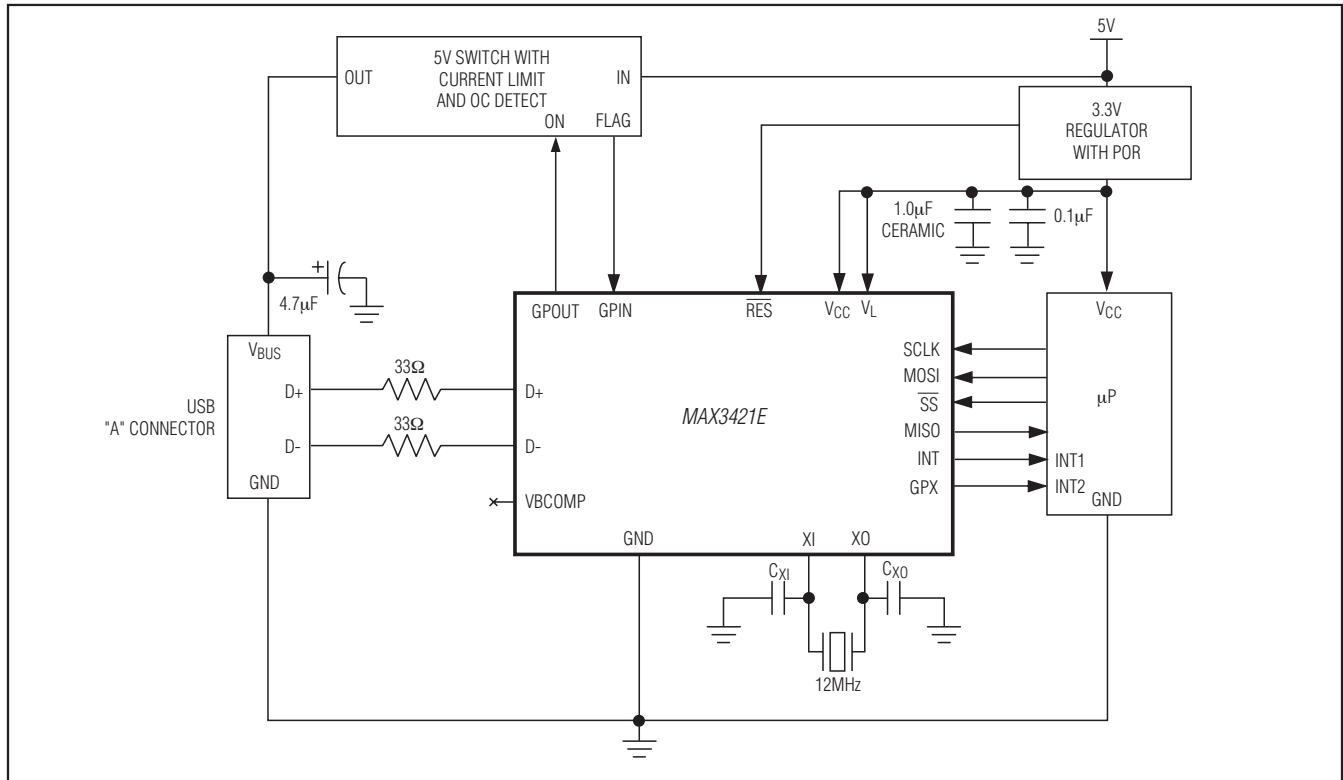 5V
5V SWITCH WITH
CURRENT LIMIT
AND OC DETECT
OUT
IN
ON
FLAG
3.3V
REGULATOR
WITH POR
1.0µF
CERAMIC
0.1µF
+
4.7µF
GPOUT
GPIN
RES
VCC
VL
VCC
VBUS
D+
D-
GND
USB
"A" CONNECTOR
33Ω
33Ω
D+
D-
VBCOMP
MAX3421E
SCLK
MOSI
SS
MISO
INT
GPX
µP
INT1
INT2
GND
GND
XI
XO
CXI
CXO
12MHz